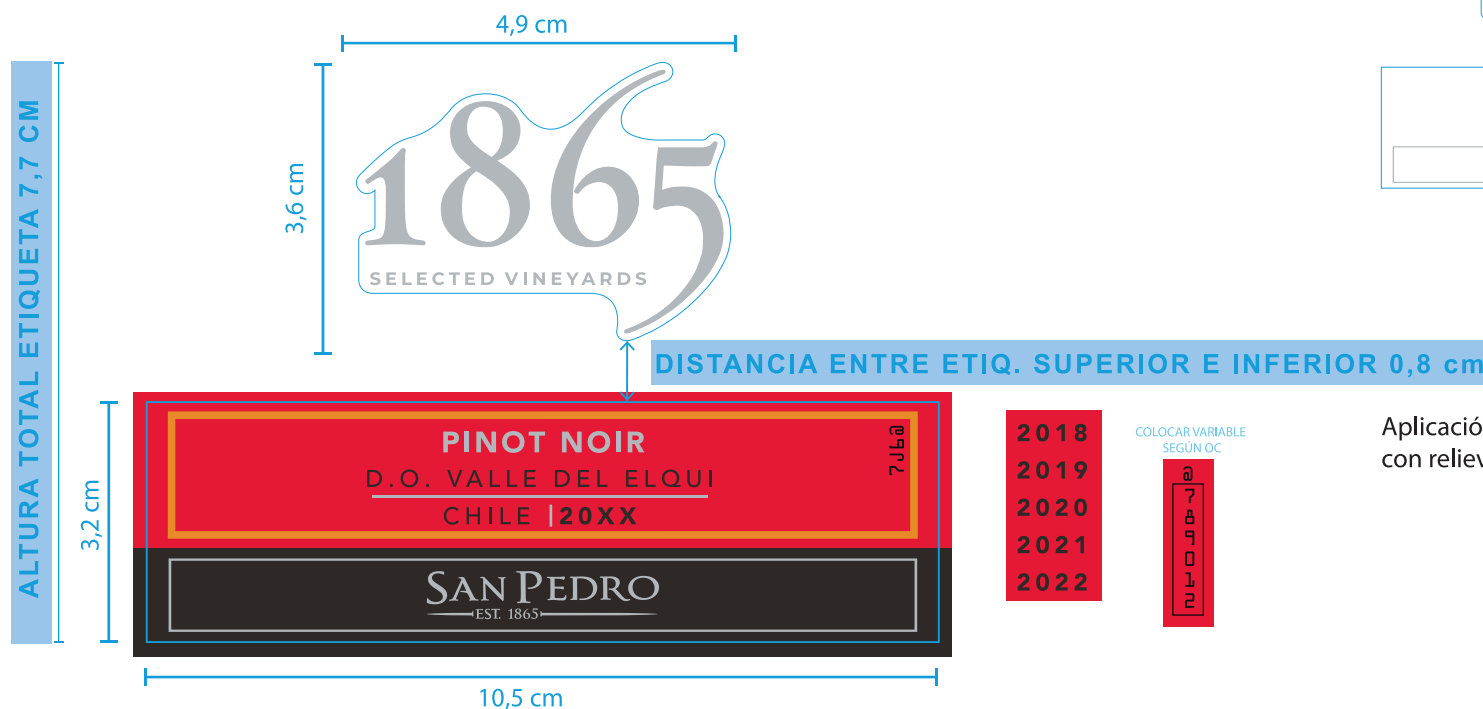 4,9 cm
ALTURA TOTAL ETIQUETA 7,7 CM
3,6 cm
1865
SELECTED VINEYARDS
DISTANCIA ENTRE ETIQ. SUPERIOR E INFERIOR 0,8 cm
3,2 cm
PINOT NOIR
D.O. VALLE DEL ELQUI
CHILE | 20XX
7J6@
SAN PEDRO
EST. 1865
10,5 cm
2018
2019
2020
2021
2022
COLOCAR VARIABLE
SEGÚN OC
@789012
Aplicació
con reliev